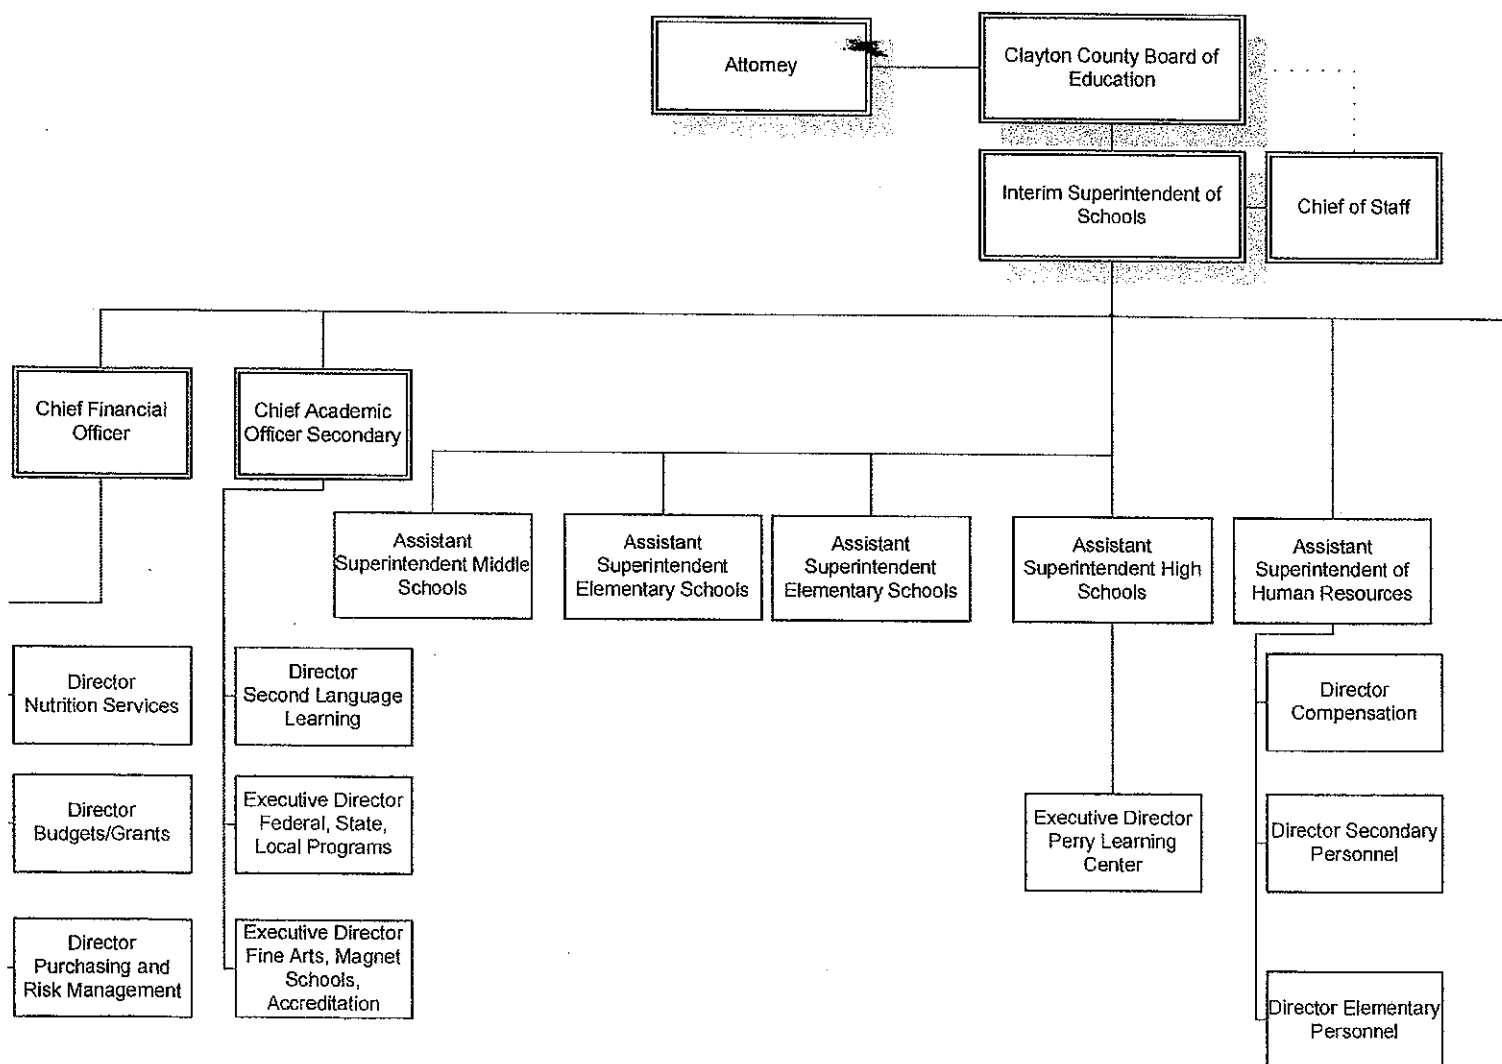 Attorney
Clayton County Board of
Education
Interim Superintendent of
Schools
Chief of Staff
Chief Financial
Officer
Chief Academic
Officer Secondary
Assistant
Superintendent Middle
Schools
Assistant
Superintendent
Elementary Schools
Assistant
Superintendent
Elementary Schools
Assistant
Superintendent High
Schools
Assistant
Superintendent of
Human Resources
Director
Nutrition Services
Director
Second Language
Learning
Director
Compensation
Director
Budgets/Grants
Executive Director
Federal, State,
Local Programs
Executive Director
Perry Learning
Center
Director Secondary
Personnel
Director
Purchasing and
Risk Management
Executive Director
Fine Arts, Magnet
Schools,
Accreditation
Director Elementary
Personnel